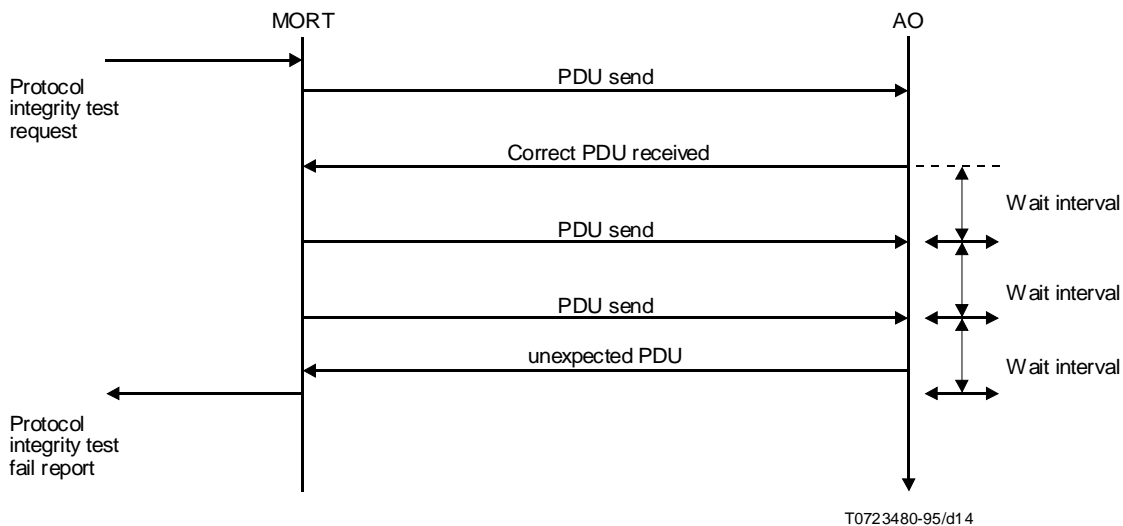 MORT
AO
Protocol
integrity test
request
PDU send
Correct PDU received
Wait interval
PDU send
Wait interval
PDU send
unexpected PDU
Wait interval
Protocol
integrity test
fail report
T0723480-95/d14